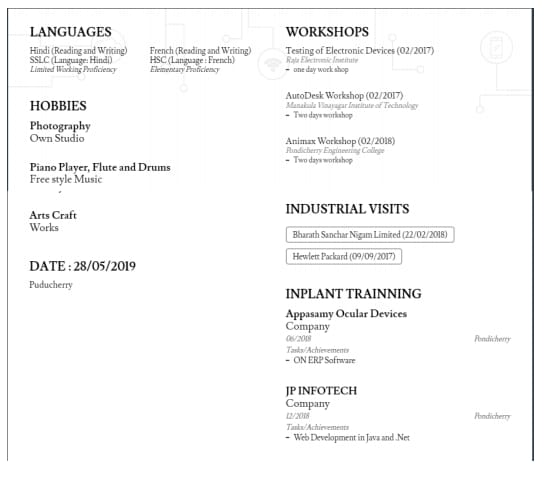 LANGUAGES
Hindi (Reading and Writing)
SSLC (Language: Hindi)
Limited Working Proficiency
French (Reading and Writing)
HSC (Language : French)
Elementary Proficiency
HOBBIES
Photography
Own Studio
Piano Player, Flute and Drums
Free style Music
Arts Craft
Works
DATE : 28/05/2019
Puducherry
WORKSHOPS
Testing of Electronic Devices (02/2017)
Raja Electronic Institute
– one day work shop
AutoDesk Workshop (02/2017)
Manakula Vinayagar Institute of Technology
– Two days workshop
Animax Workshop (02/2018)
Pondicherry Engineering College
– Two days workshop
INDUSTRIAL VISITS
Bharath Sanchar Nigam Limited (22/02/2018)
Hewlett Packard (09/09/2017)
INPLANT TRAINNING
Appasamy Ocular Devices
Company
06/2018 Pondicherry
Tasks/Achievements
– ON ERP Software
JP INFOTECH
Company
12/2018 Pondicherry
Tasks/Achievements
– Web Development in Java and .Net